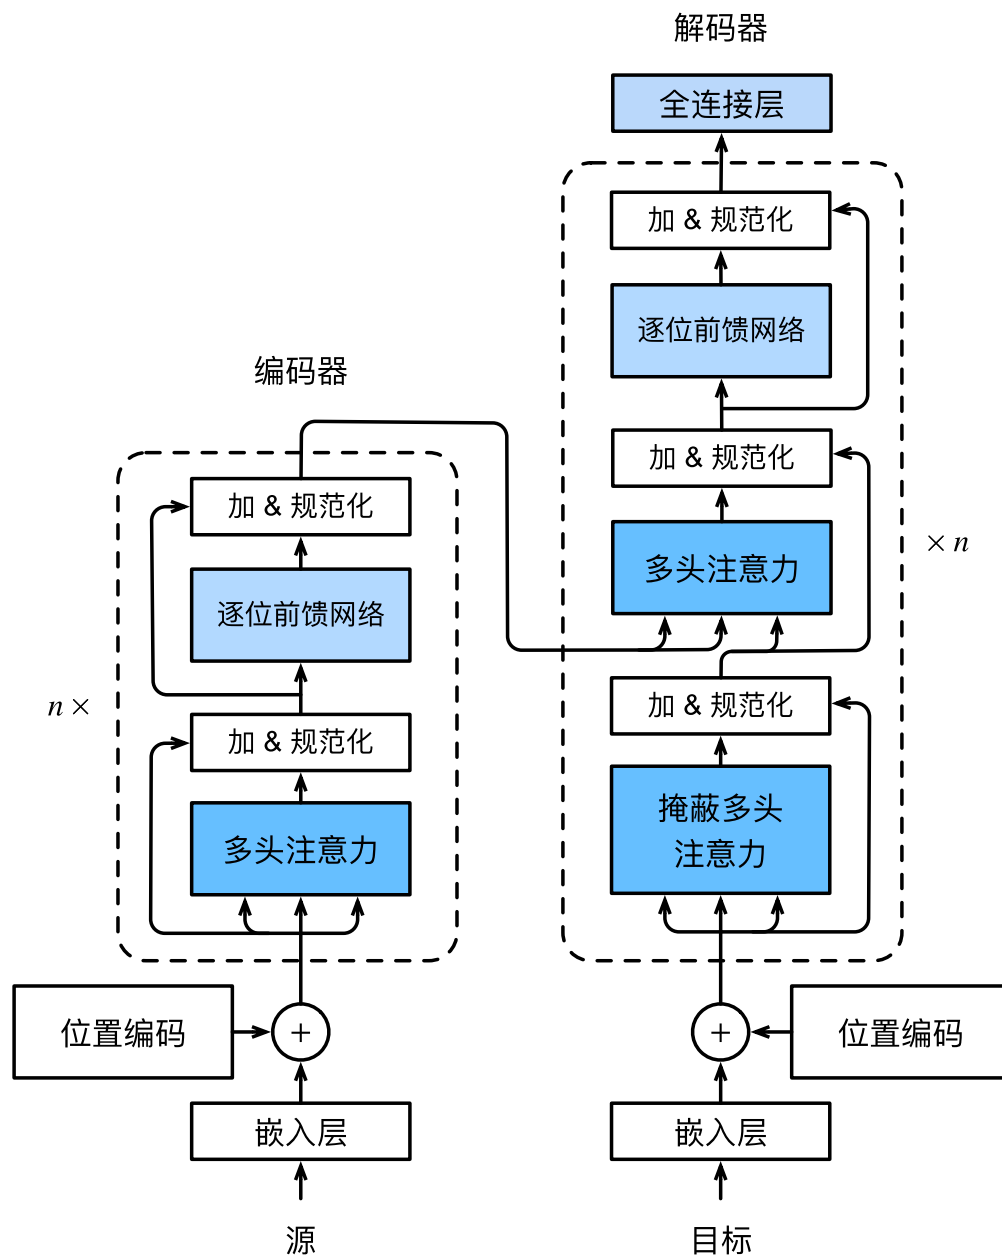 解码器
全连接层
加 & 规范化
逐位前馈网络
加 & 规范化
多头注意力
× n
加 & 规范化
掩蔽多头
注意力
位置编码
+
嵌入层
目标
编码器
加 & 规范化
逐位前馈网络
n ×
加 & 规范化
多头注意力
位置编码
+
嵌入层
源